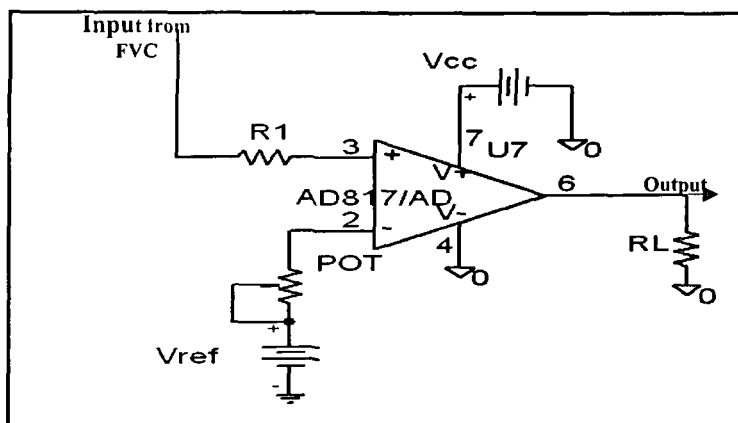 Input from
FVC
Vcc
+
R1
7
U7
0
3
+
V+
AD817/AD
6
Output
2
-
V-
4
0
RL
0
POT
+
Vref
-